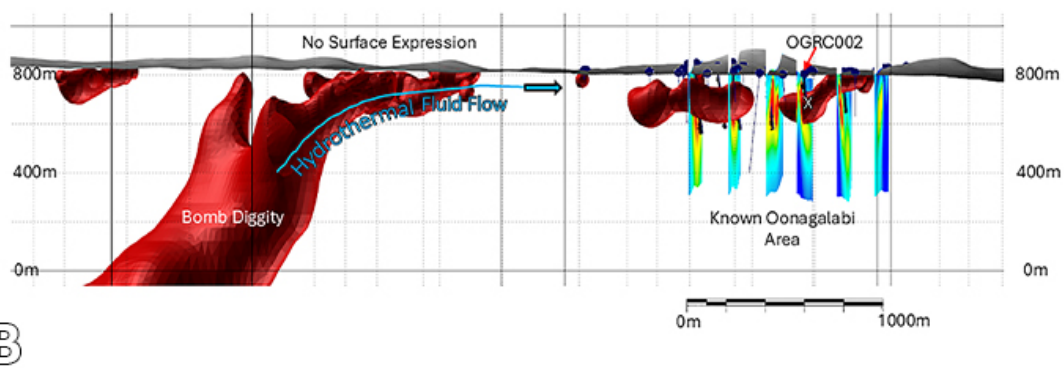 No Surface Expression
OGRC002
800m
800m
Hydrothermal Fluid Flow
X
400m
400m
Bomb Diggity
Known Oonagalabi
Area
0m
0m
0m
1000m
B